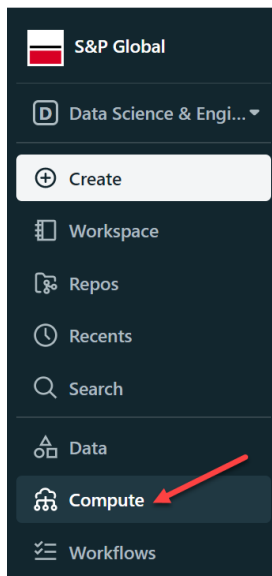 S&P Global
D Data Science & Engi...
Create
Workspace
Repos
Recents
Search
Data
Compute
Workflows